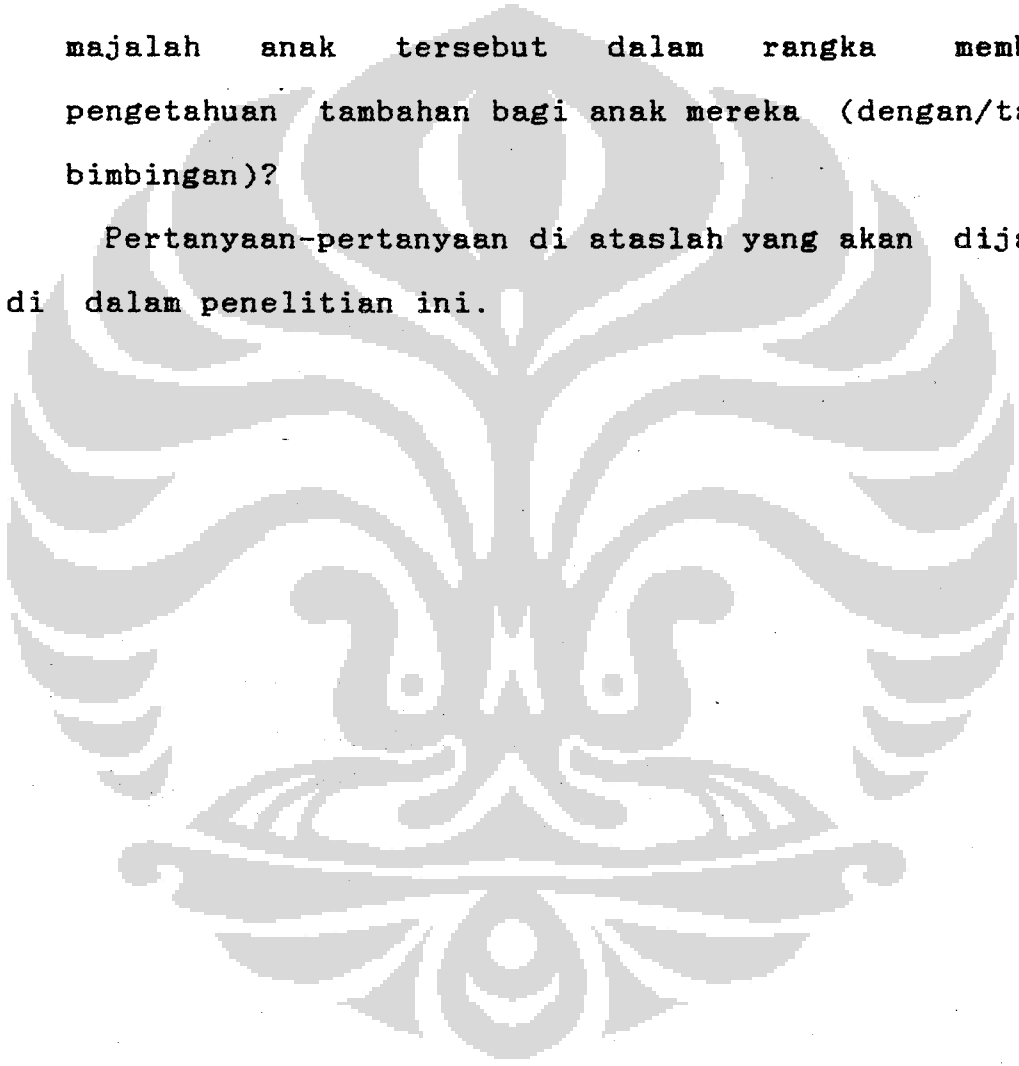 majalah anak tersebut dalam rangka
pengetahuan tambahan bagi anak mereka
bimbingan)?
Pertanyaan-pertanyaan di ataslah yang akan
di dalam penelitian ini.